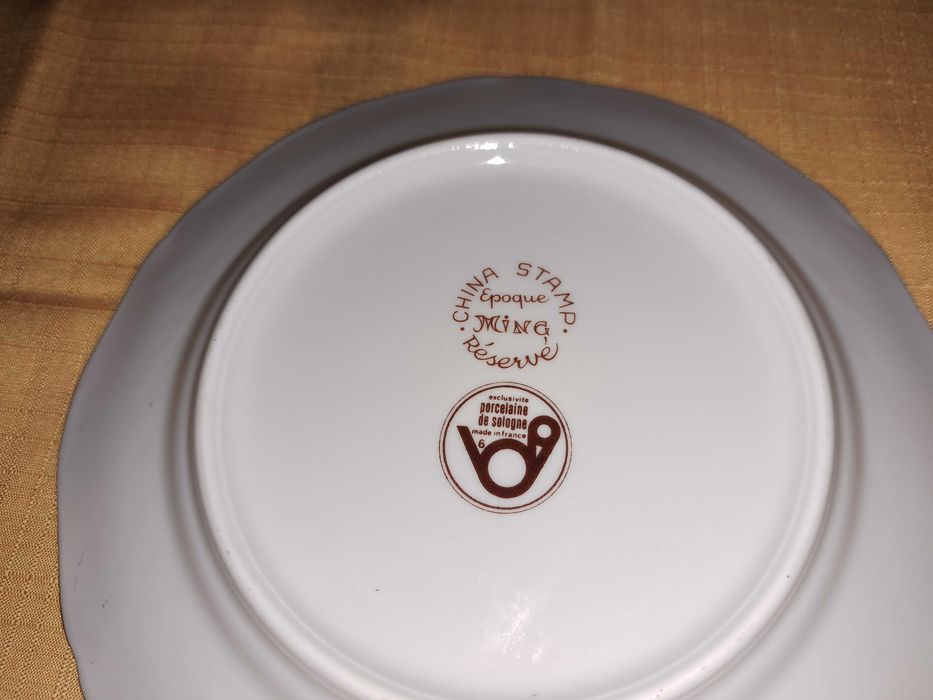 · CHINA STAMP ·
Epoque
MING
Réservé
exclusivite
porcelaine
de sologne
made in france
6